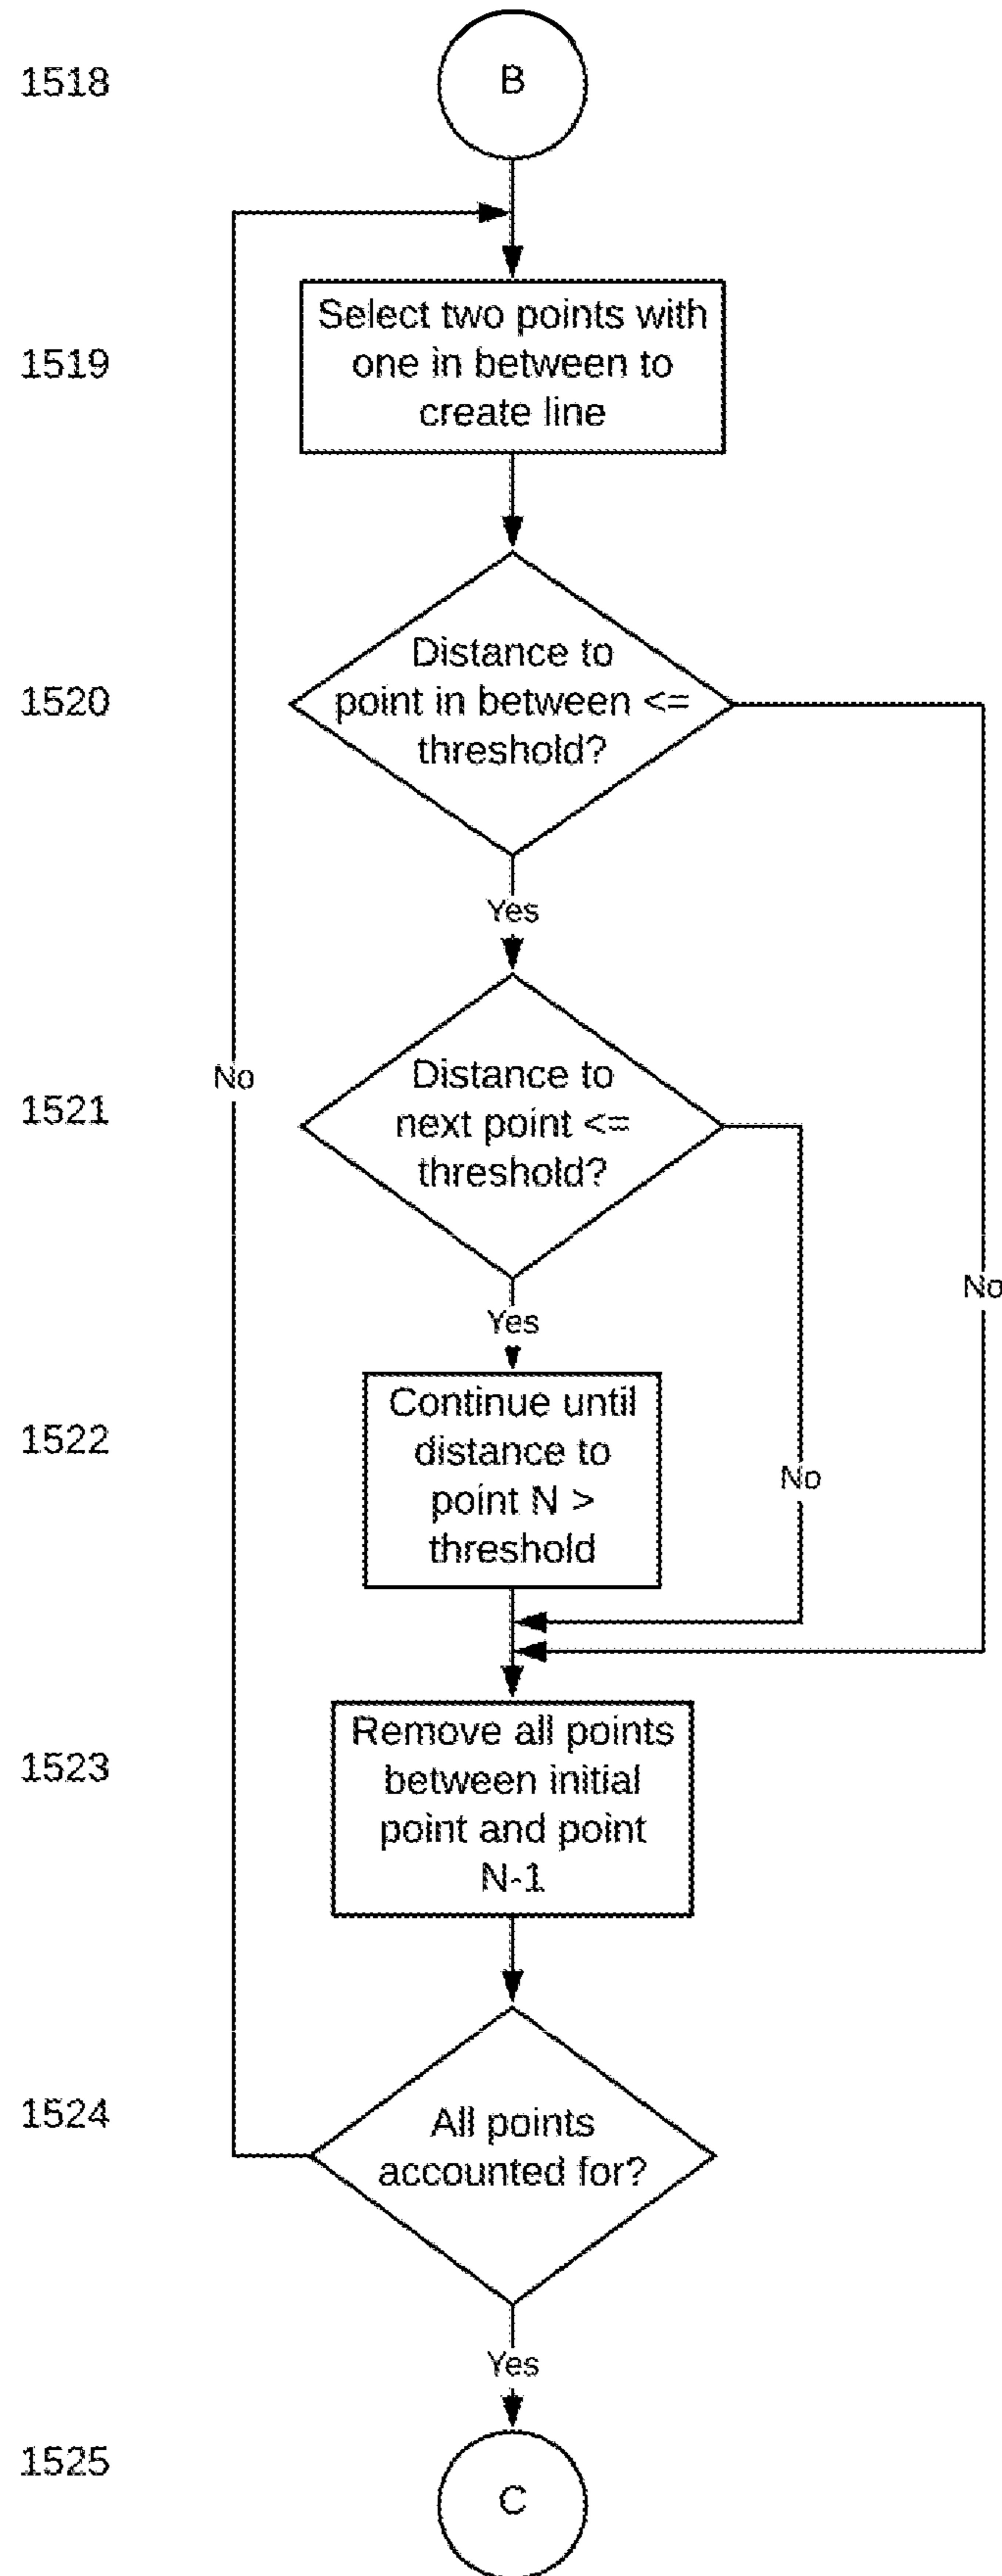 1518
B
1519
Select two points with
one in between to
create line
1520
Distance to
point in between <=
threshold?
Yes
No
1521
Distance to
next point <=
threshold?
No
Yes
1522
Continue until
distance to
point N >
threshold
No
1523
Remove all points
between initial
point and point
N-1
1524
All points
accounted for?
Yes
1525
C